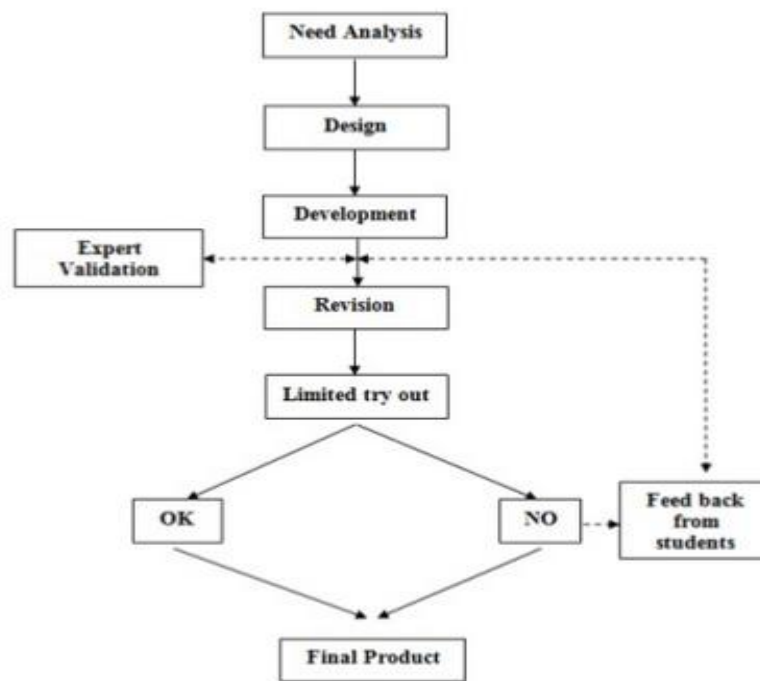 Need Analysis
Design
Development
Expert
Validation
Revision
Limited try out
OK
NO
Feed back
from
students
Final Product